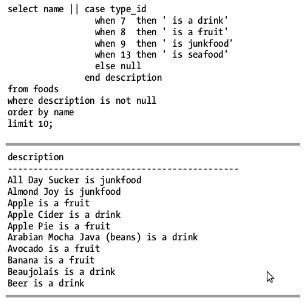 select name || case type_id
when 7 then ' is a drink'
when 8 then ' is a fruit'
when 9 then ' is junkfood'
when 13 then ' is seafood'
else null
end description
from foods
where description is not null
order by name
limit 10;
description
--------------------------------------------
All Day Sucker is junkfood
Almond Joy is junkfood
Apple is a fruit
Apple Cider is a drink
Apple Pie is a fruit
Arabian Mocha Java (beans) is a drink
Avocado is a fruit
Banana is a fruit
Beaujolais is a drink
Beer is a drink